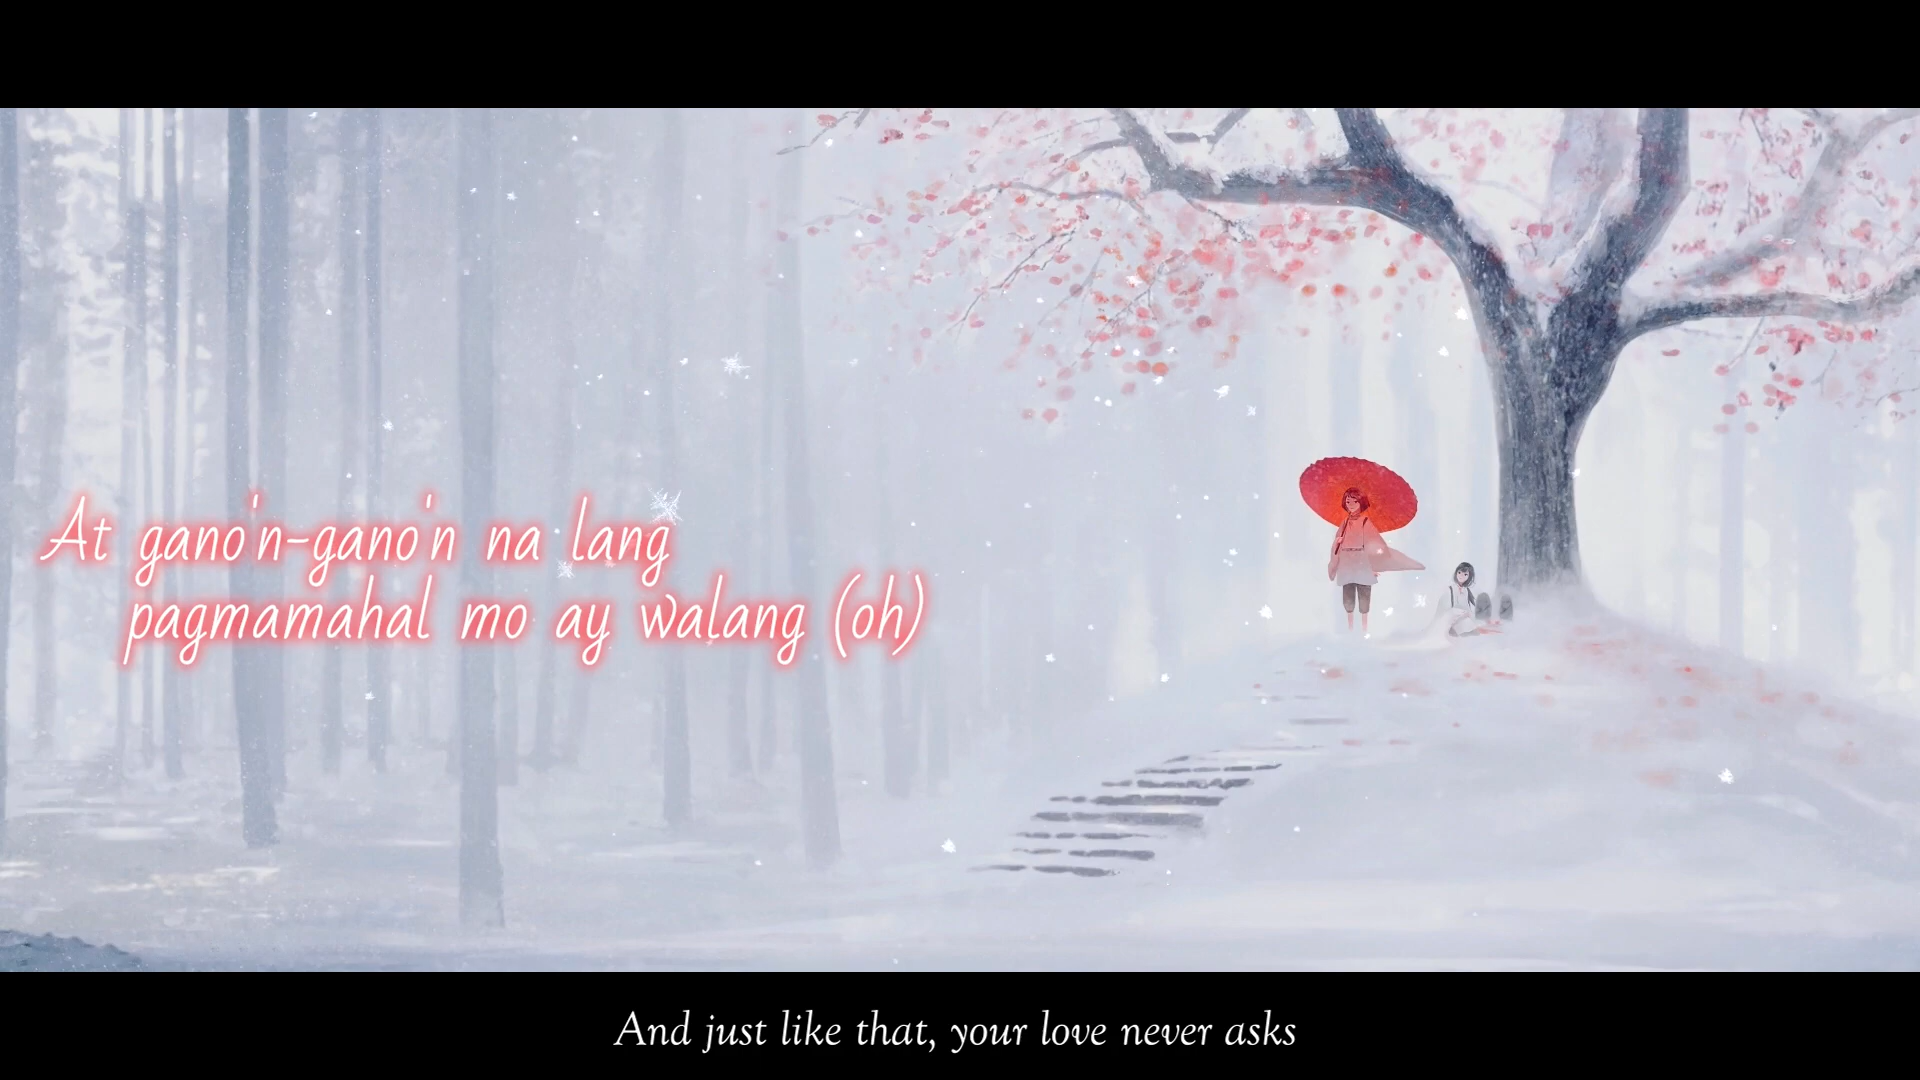 At gano'n-gano'n na lang
pagmamahal mo ay walang (oh)
And just like that, your love never asks